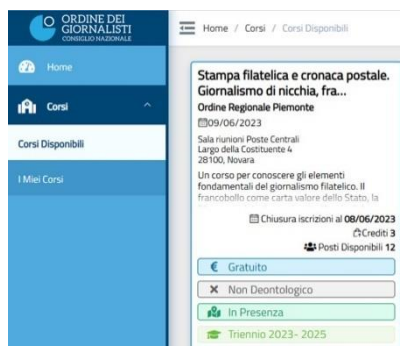 ORDINE DEI
GIORNALISTI
CONSIGLIO NAZIONALE
Home / Corsi / Corsi Disponibili
Home
Corsi
Corsi Disponibili
I Miei Corsi
Stampa filatelica e cronaca postale.
Giornalismo di nicchia, fra...
Ordine Regionale Piemonte
09/06/2023
Sala riunioni Poste Centrali
Largo della Costituente 4
28100, Novara
Un corso per conoscere gli elementi
fondamentali del giornalismo filatelico. Il
francobollo come carta valore dello Stato, la
Chiusura iscrizioni al 08/06/2023
Crediti 3
Posti Disponibili 12
€ Gratuito
Non Deontologico
In Presenza
Triennio 2023- 2025